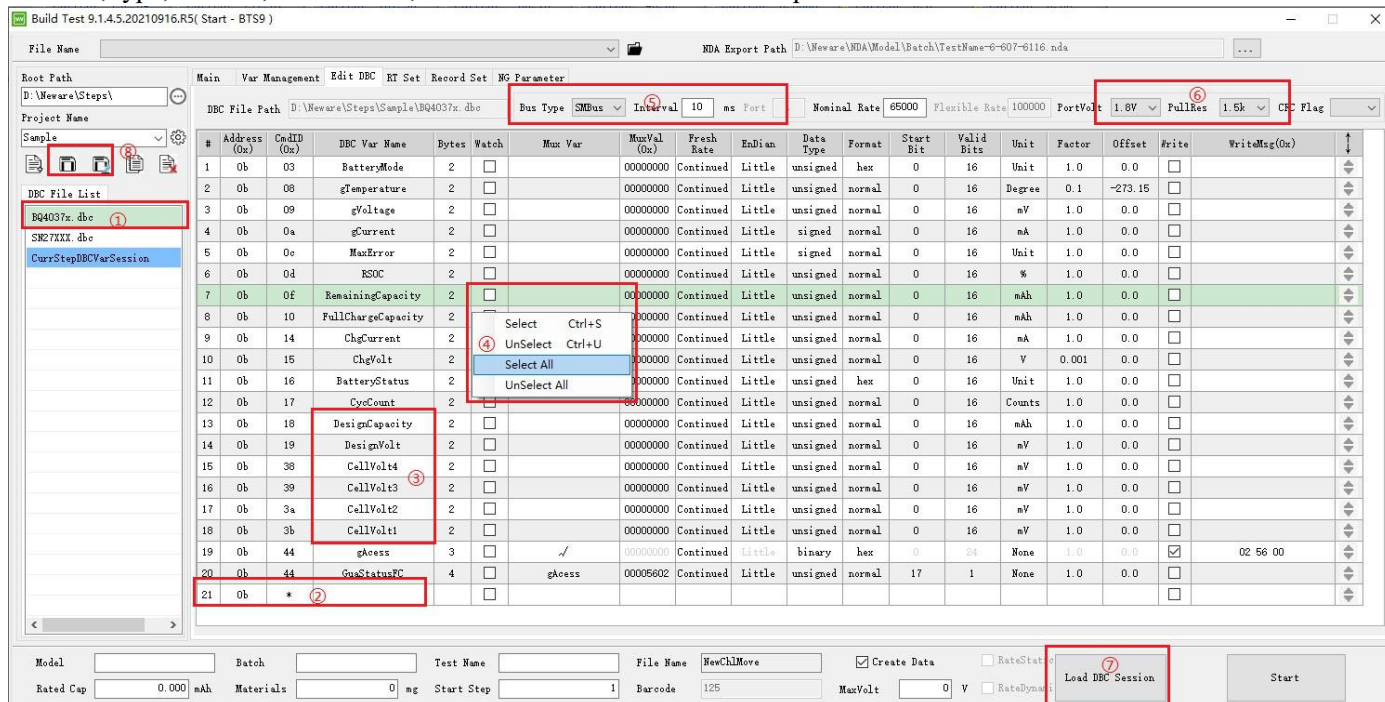 Build Test 9.1.4.5.20210916.R5( Start - BTS9 )
File Name NDA Export Path D:\Neware\NDA\Model\Batch\TestName-6-607-6116.nda ...
Root Path Main Var Management Edit DBC RT Set Record Set NG Parameter
D:\Neware\Steps\
DBC File Path D:\Neware\Steps\Sample\BQ4037x.dbc Bus Type SMBus Interval ⑤ 10 ms Port Nominal Rate 65000 Flexible Rate 100000 PortVolt 1.8V ⑥ PullRes 1.5k CRC Flag
Project Name
Sample
⑧
# Address (0x) CmdID (0x) DBC Var Name Bytes Watch Mux Var MuxVal (0x) Fresh Rate EnDian Data Type Format Start Bit Valid Bits Unit Factor Offset Write WriteMsg(0x)
1 0b 03 BatteryMode 2 00000000 Continued Little unsigned hex 0 16 Unit 1.0 0.0
2 0b 08 gTemperature 2 00000000 Continued Little unsigned normal 0 16 Degree 0.1 -273.15
3 0b 09 gVoltage 2 00000000 Continued Little unsigned normal 0 16 mV 1.0 0.0
4 0b 0a gCurrent 2 00000000 Continued Little signed normal 0 16 mA 1.0 0.0
5 0b 0c MaxError 2 00000000 Continued Little signed normal 0 16 Unit 1.0 0.0
6 0b 0d RSOC 2 00000000 Continued Little unsigned normal 0 16 % 1.0 0.0
7 0b 0f RemainingCapacity 2 00000000 Continued Little unsigned normal 0 16 mAh 1.0 0.0
8 0b 10 FullChargeCapacity 2 0000000 Continued Little unsigned normal 0 16 mAh 1.0 0.0
9 0b 14 ChgCurrent 2 0000000 Continued Little unsigned normal 0 16 mA 1.0 0.0
10 0b 15 ChgVolt 2 0000000 Continued Little unsigned normal 0 16 V 0.001 0.0
11 0b 16 BatteryStatus 2 0000000 Continued Little unsigned hex 0 16 Unit 1.0 0.0
12 0b 17 CycCount 2 00000000 Continued Little unsigned normal 0 16 Counts 1.0 0.0
13 0b 18 DesignCapacity 2 00000000 Continued Little unsigned normal 0 16 mAh 1.0 0.0
14 0b 19 DesignVolt 2 00000000 Continued Little unsigned normal 0 16 mV 1.0 0.0
15 0b 38 CellVolt4 2 00000000 Continued Little unsigned normal 0 16 mV 1.0 0.0
16 0b 39 CellVolt3 ③ 2 00000000 Continued Little unsigned normal 0 16 mV 1.0 0.0
17 0b 3a CellVolt2 2 00000000 Continued Little unsigned normal 0 16 mV 1.0 0.0
18 0b 3b CellVolt1 2 00000000 Continued Little unsigned normal 0 16 mV 1.0 0.0
19 0b 44 gAcess 3 00000000 Continued Little binary hex 0 24 None 1.0 0.0 02 56 00
20 0b 44 GuaStatusFC 4 gAcess 00005602 Continued Little unsigned normal 17 1 None 1.0 0.0
21 0b * ②
Select Ctrl+S
④ UnSelect Ctrl+U
Select All
UnSelect All
DBC File List
BQ4037x.dbc ①
SN27XXX.dbc
CurrStepDBCVarSession
Model Batch Test Name File Name NewChlMove Create Data RateStatic
⑦
Load DBC Session Start
Rated Cap 0.000 mAh Materials 0 mg Start Step 1 Barcode 125 MaxVolt 0 V RateDynami